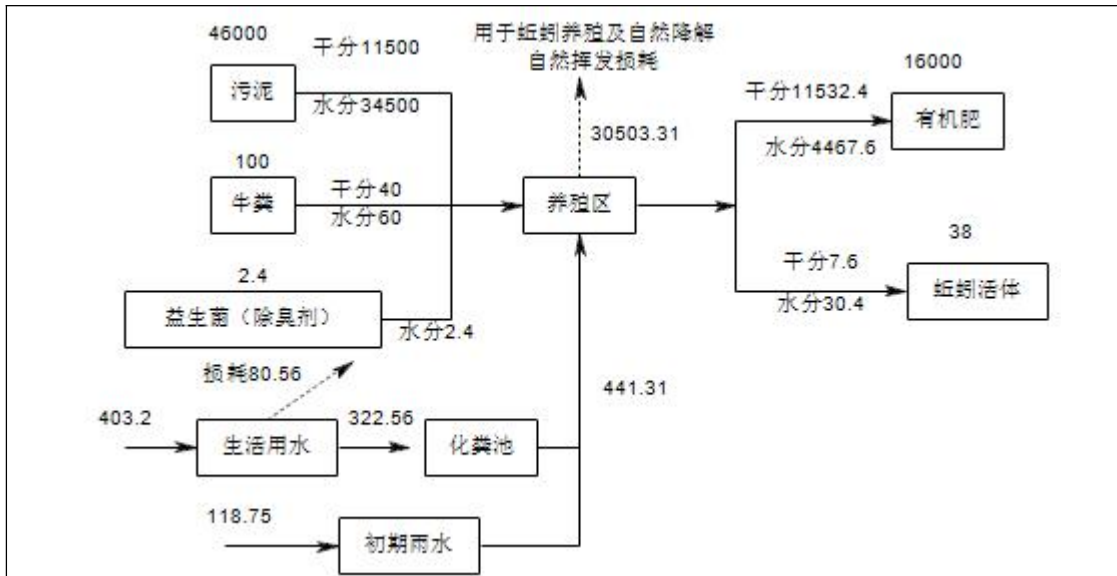 46000
干分11500
污泥
水分34500
100
牛粪
干分40
水分60
2.4
益生菌（除臭剂）
水分2.4
用于蚯蚓养殖及自然降解
自然挥发损耗
30503.31
养殖区
16000
干分11532.4
有机肥
水分4467.6
38
干分7.6
蚯蚓活体
水分30.4
损耗80.56
441.31
403.2
生活用水
322.56
化粪池
118.75
初期雨水